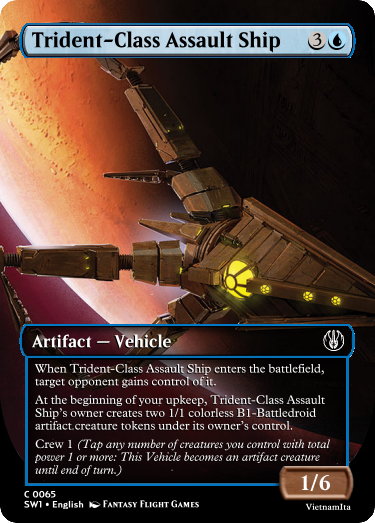 Trident-Class Assault Ship 3
Artifact — Vehicle
When Trident-Class Assault Ship enters the battlefield,
target opponent gains control of it.
At the beginning of your upkeep, Trident-Class Assault
Ship's owner creates two 1/1 colorless B1-Battledroid
artifact.creature tokens under its owner's control.
Crew 1 (Tap any number of creatures you control with total
power 1 or more: This Vehicle becomes an artifact creature
until end of turn.)
1/6
C 0065
SW1 • English Fantasy Flight Games
VietnamIta